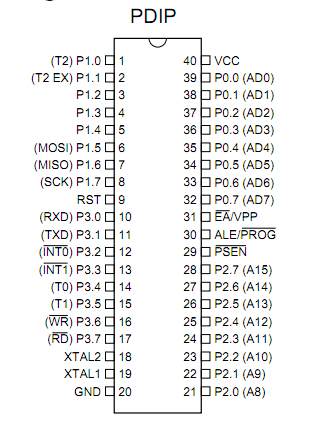 PDIP
(T2) P1.0 1 40 VCC
(T2 EX) P1.1 2 39 P0.0 (AD0)
P1.2 3 38 P0.1 (AD1)
P1.3 4 37 P0.2 (AD2)
P1.4 5 36 P0.3 (AD3)
(MOSI) P1.5 6 35 P0.4 (AD4)
(MISO) P1.6 7 34 P0.5 (AD5)
(SCK) P1.7 8 33 P0.6 (AD6)
RST 9 32 P0.7 (AD7)
(RXD) P3.0 10 31 E̅A̅/VPP
(TXD) P3.1 11 30 ALE/P̅R̅O̅G̅
(I̅N̅T̅0̅) P3.2 12 29 P̅S̅E̅N̅
(I̅N̅T̅1̅) P3.3 13 28 P2.7 (A15)
(T0) P3.4 14 27 P2.6 (A14)
(T1) P3.5 15 26 P2.5 (A13)
(W̅R̅) P3.6 16 25 P2.4 (A12)
(R̅D̅) P3.7 17 24 P2.3 (A11)
XTAL2 18 23 P2.2 (A10)
XTAL1 19 22 P2.1 (A9)
GND 20 21 P2.0 (A8)